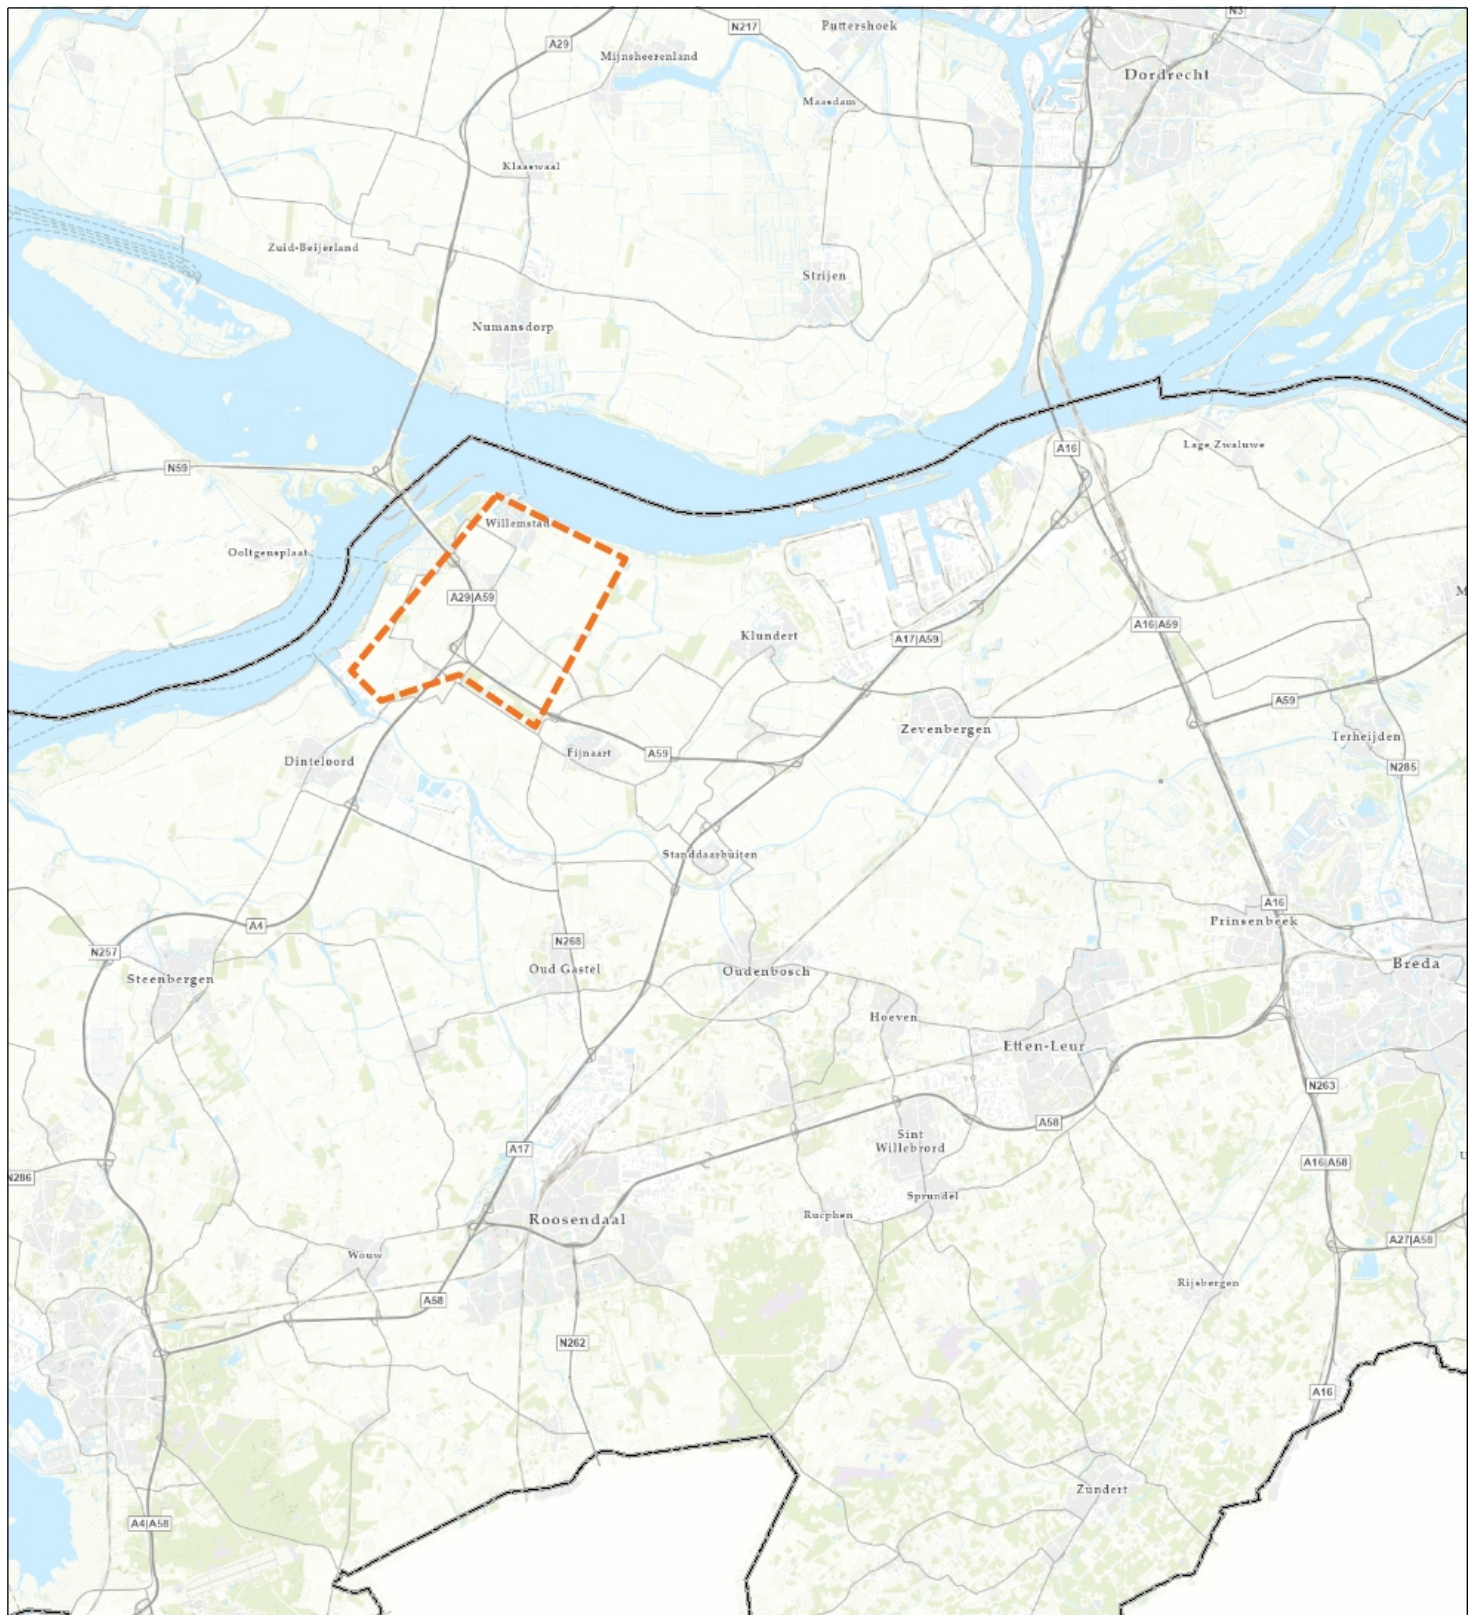 N3
N217
Puttershoek
A29
Mijnsheerenland
Dordrecht
Maasdam
Klaaswaal
Zuid-Beijerland
Strijen
Numansdorp
Lage Zwaluwe
A16
N59
Willemstad
Ooltgensplaat
A29|A59
M
A16|A59
Klundert
A17|A59
A59
Zevenbergen
Terheijden
Fijnaart
A59
Dinteloord
N285
Standdaarbuiten
A16
Prinsenbeek
A4
N268
N257
Breda
Steenbergen
Oud Gastel
Oudenbosch
Hoeven
Etten-Leur
N263
A58
Sint
Willebrord
A17
A16|A58
N286
Sprundel
Rucphen
Roosendaal
A27|A58
Wouw
Rijsbergen
A58
N262
A16
Zundert
A4|A58